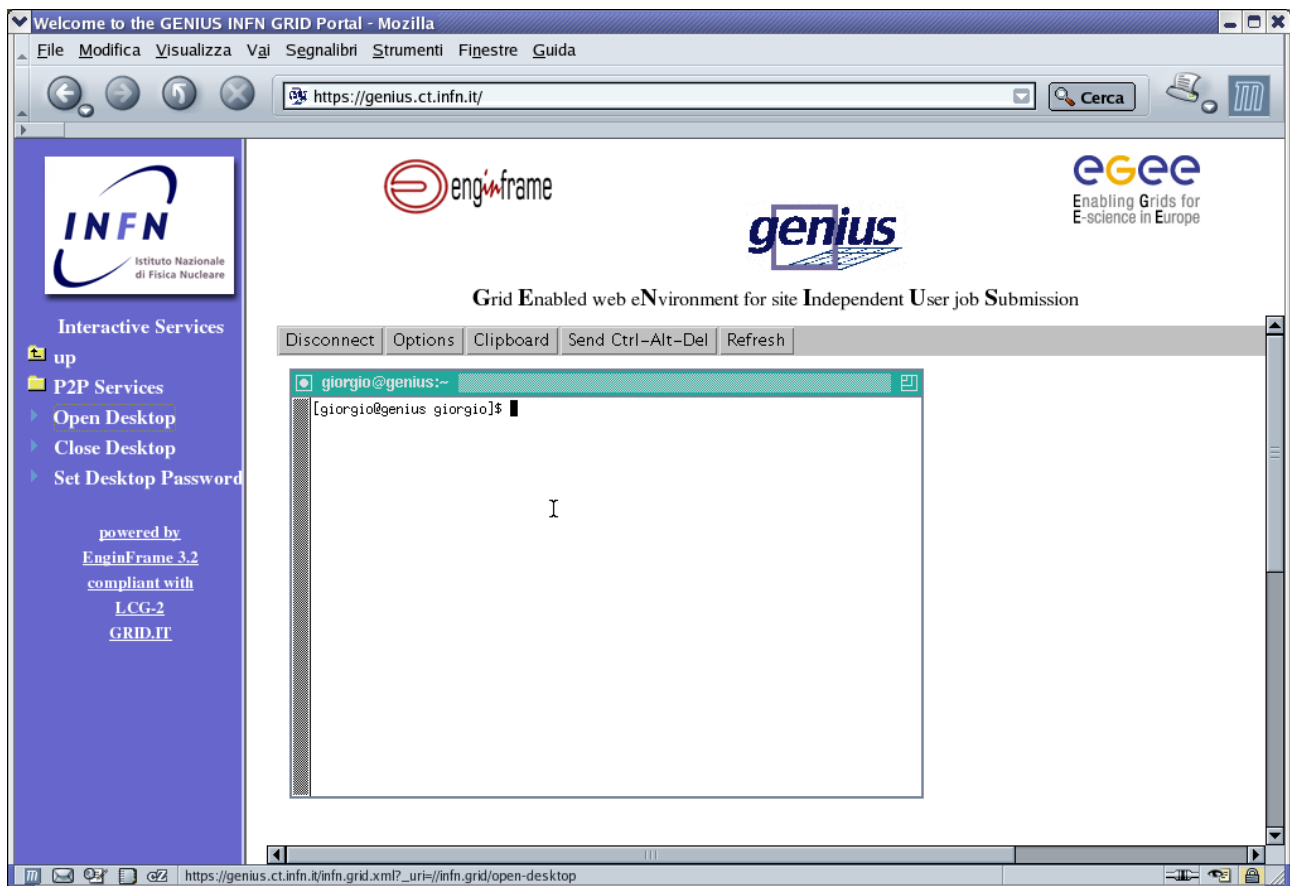 Welcome to the GENIUS INFN GRID Portal - Mozilla
File Modifica Visualizza Vai Segnalibri Strumenti Finestre Guida
https://genius.ct.infn.it/
Cerca
INFN
Istituto Nazionale
di Fisica Nucleare
enginframe
genius
eGee
Enabling Grids for
E-science in Europe
Grid Enabled web eNvironment for site Independent User job Submission
Interactive Services
up
P2P Services
Open Desktop
Close Desktop
Set Desktop Password
powered by
EnginFrame 3.2
compliant with
LCG-2
GRID.IT
Disconnect Options Clipboard Send Ctrl-Alt-Del Refresh
giorgio@genius:~
[giorgio@genius giorgio]$
https://genius.ct.infn.it/infn.grid.xml?_uri=//infn.grid/open-desktop